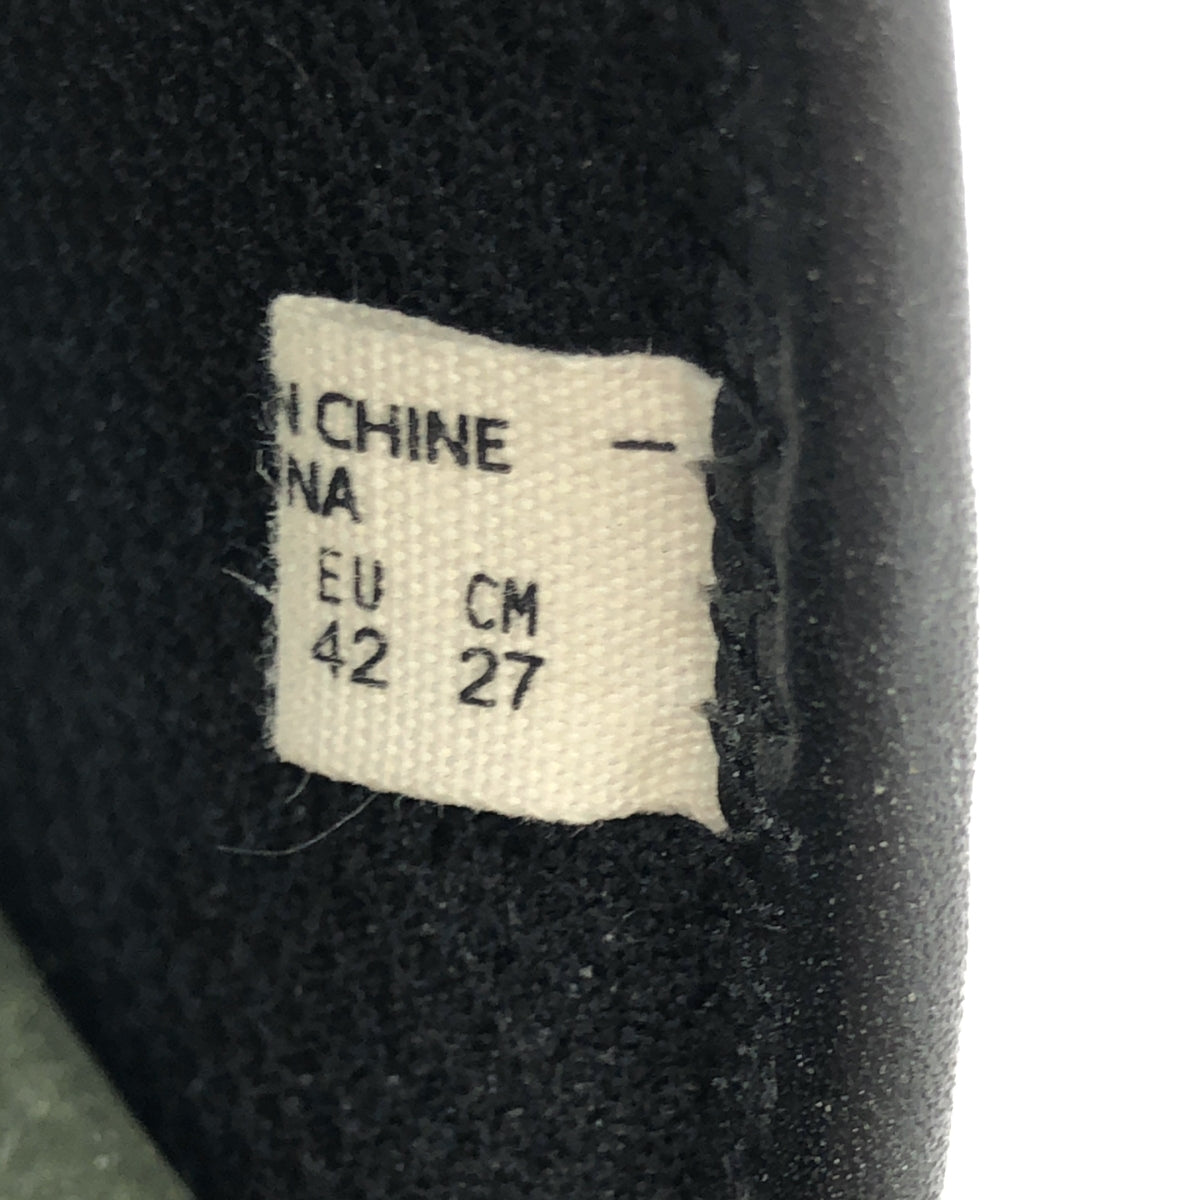 N CHINE —
NA
EU CM
42 27